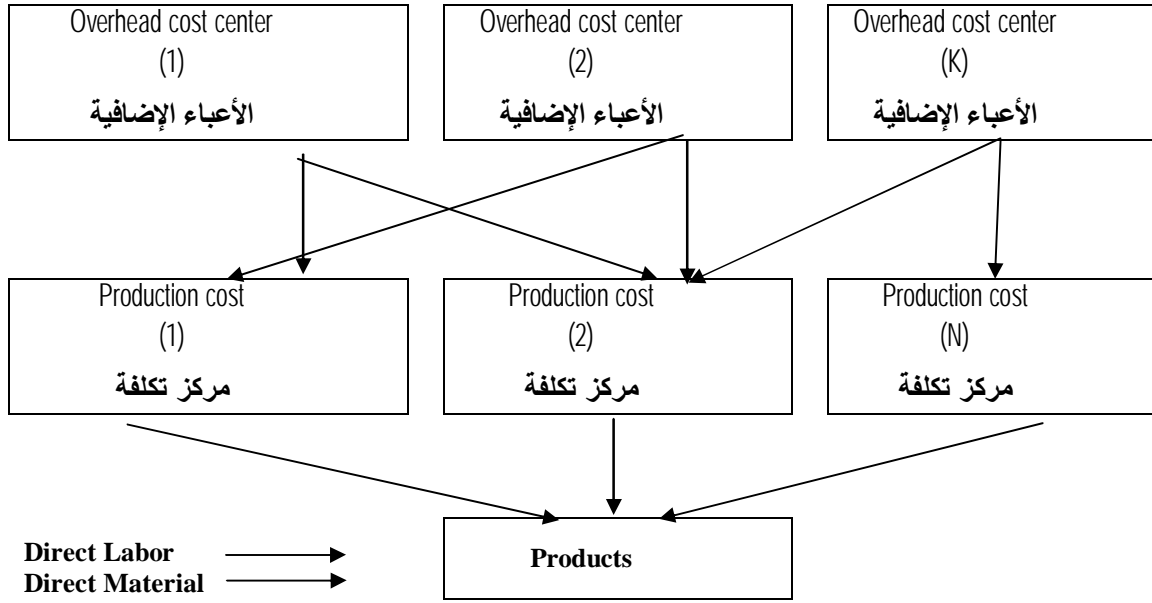 Overhead cost center
(1)
الأعباء الإضافية
Overhead cost center
(2)
الأعباء الإضافية
Overhead cost center
(K)
الأعباء الإضافية
Production cost
(1)
مركز تكلفة
Production cost
(2)
مركز تكلفة
Production cost
(N)
مركز تكلفة
Direct Labor
Direct Material
Products